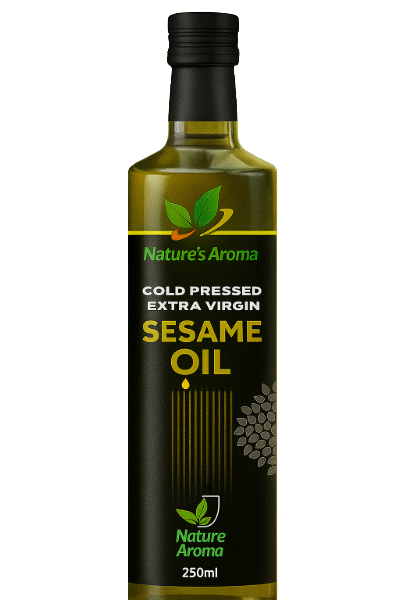 Nature's Aroma
COLD PRESSED
EXTRA VIRGIN
SESAME
OIL
Nature
Aroma
250ml